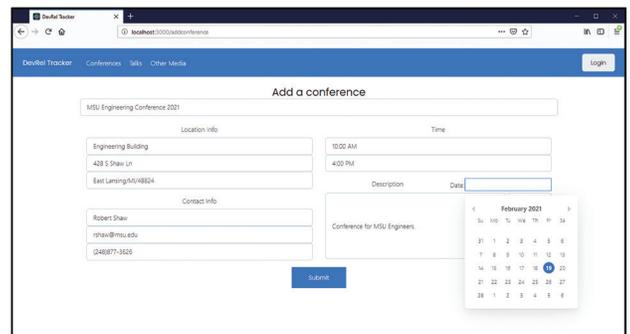 DevRel Tracker
localhost:3000/addconference
DevRel Tracker Conferences Talks Other Media Login
Add a conference
MSU Engineering Conference 2021
Location Info
Engineering Building
428 S Shaw Ln
East Lansing/MI/48824
Contact Info
Robert Shaw
rshaw@msu.edu
(248)877-3626
Time
10:00 AM
4:00 PM
Description Date:
Conference for MSU Engineers.
February 2021
Su Mo Tu We Th Fr Sa
31 1 2 3 4 5 6
7 8 9 10 11 12 13
14 15 16 17 18 19 20
21 22 23 24 25 26 27
28 1 2 3 4 5 6
Submit